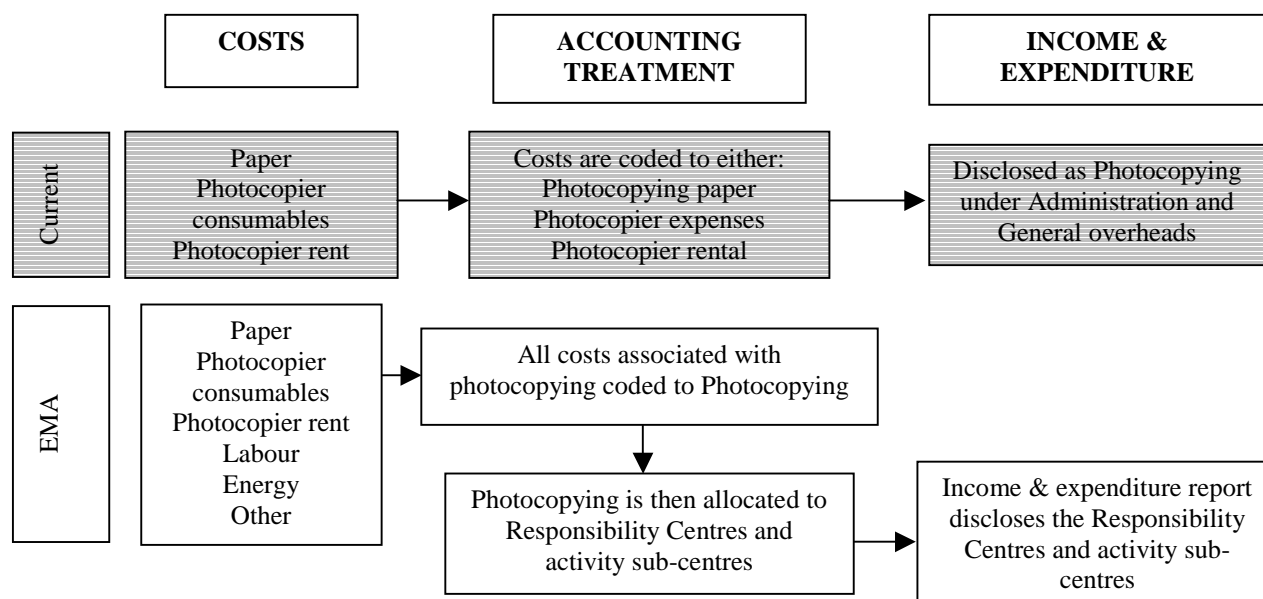 COSTS
ACCOUNTING
TREATMENT
INCOME &
EXPENDITURE
Current
Paper
Photocopier
consumables
Photocopier rent
Costs are coded to either:
Photocopying paper
Photocopier expenses
Photocopier rental
Disclosed as Photocopying
under Administration and
General overheads
EMA
Paper
Photocopier
consumables
Photocopier rent
Labour
Energy
Other
All costs associated with
photocopying coded to Photocopying
Photocopying is then allocated to
Responsibility Centres and
activity sub-centres
Income & expenditure report
discloses the Responsibility
Centres and activity sub-
centres